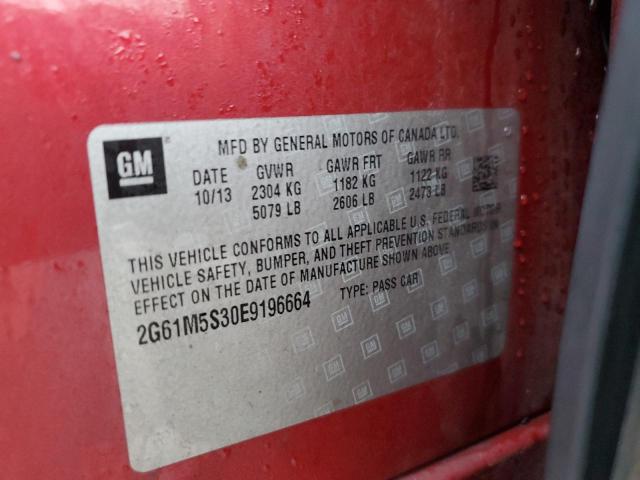 GM
MFD BY GENERAL MOTORS OF CANADA LTD.
DATE GVWR GAWR FRT GAWR RR
10/13 2304 KG 1182 KG 1122 KG
5079 LB 2606 LB 2473 LB
THIS VEHICLE CONFORMS TO ALL APPLICABLE U.S. FEDERAL MOTOR
VEHICLE SAFETY, BUMPER, AND THEFT PREVENTION STANDARDS IN
EFFECT ON THE DATE OF MANUFACTURE SHOWN ABOVE.
2G61M5S30E9196664 TYPE: PASS CAR